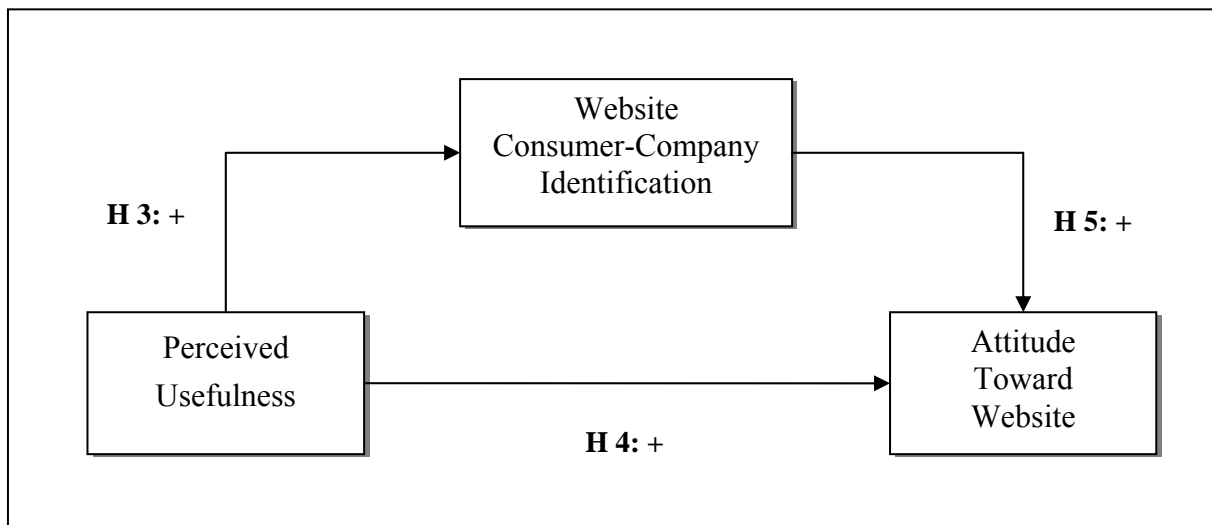 Website
Consumer-Company
Identification
H 3: +
H 5: +
Perceived
Usefulness
Attitude
Toward
Website
H 4: +